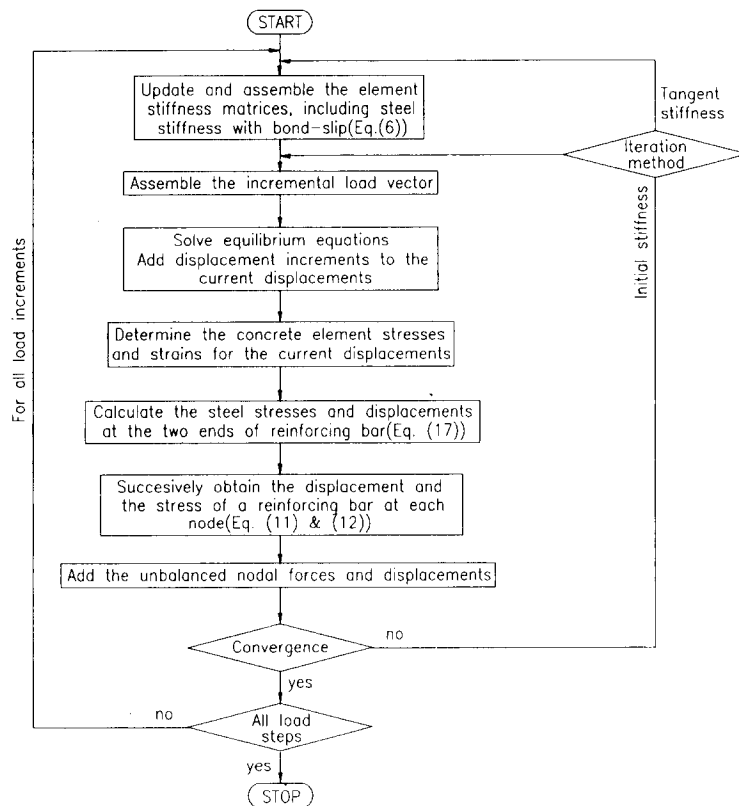 START
Update and assemble the element
stiffness matrices, including steel
stiffness with bond-slip(Eq.(6))
Tangent
stiffness
Iteration
method
Assemble the incremental load vector
Solve equilibrium equations
Add displacement increments to the
current displacements
Initial stiffness
For all load increments
Determine the concrete element stresses
and strains for the current displacements
Calculate the steel stresses and displacements
at the two ends of reinforcing bar(Eq. (17))
Succesively obtain the displacement and
the stress of a reinforcing bar at each
node(Eq. (11) & (12))
Add the unbalanced nodal forces and displacements
Convergence
no
yes
no
All load
steps
yes
STOP